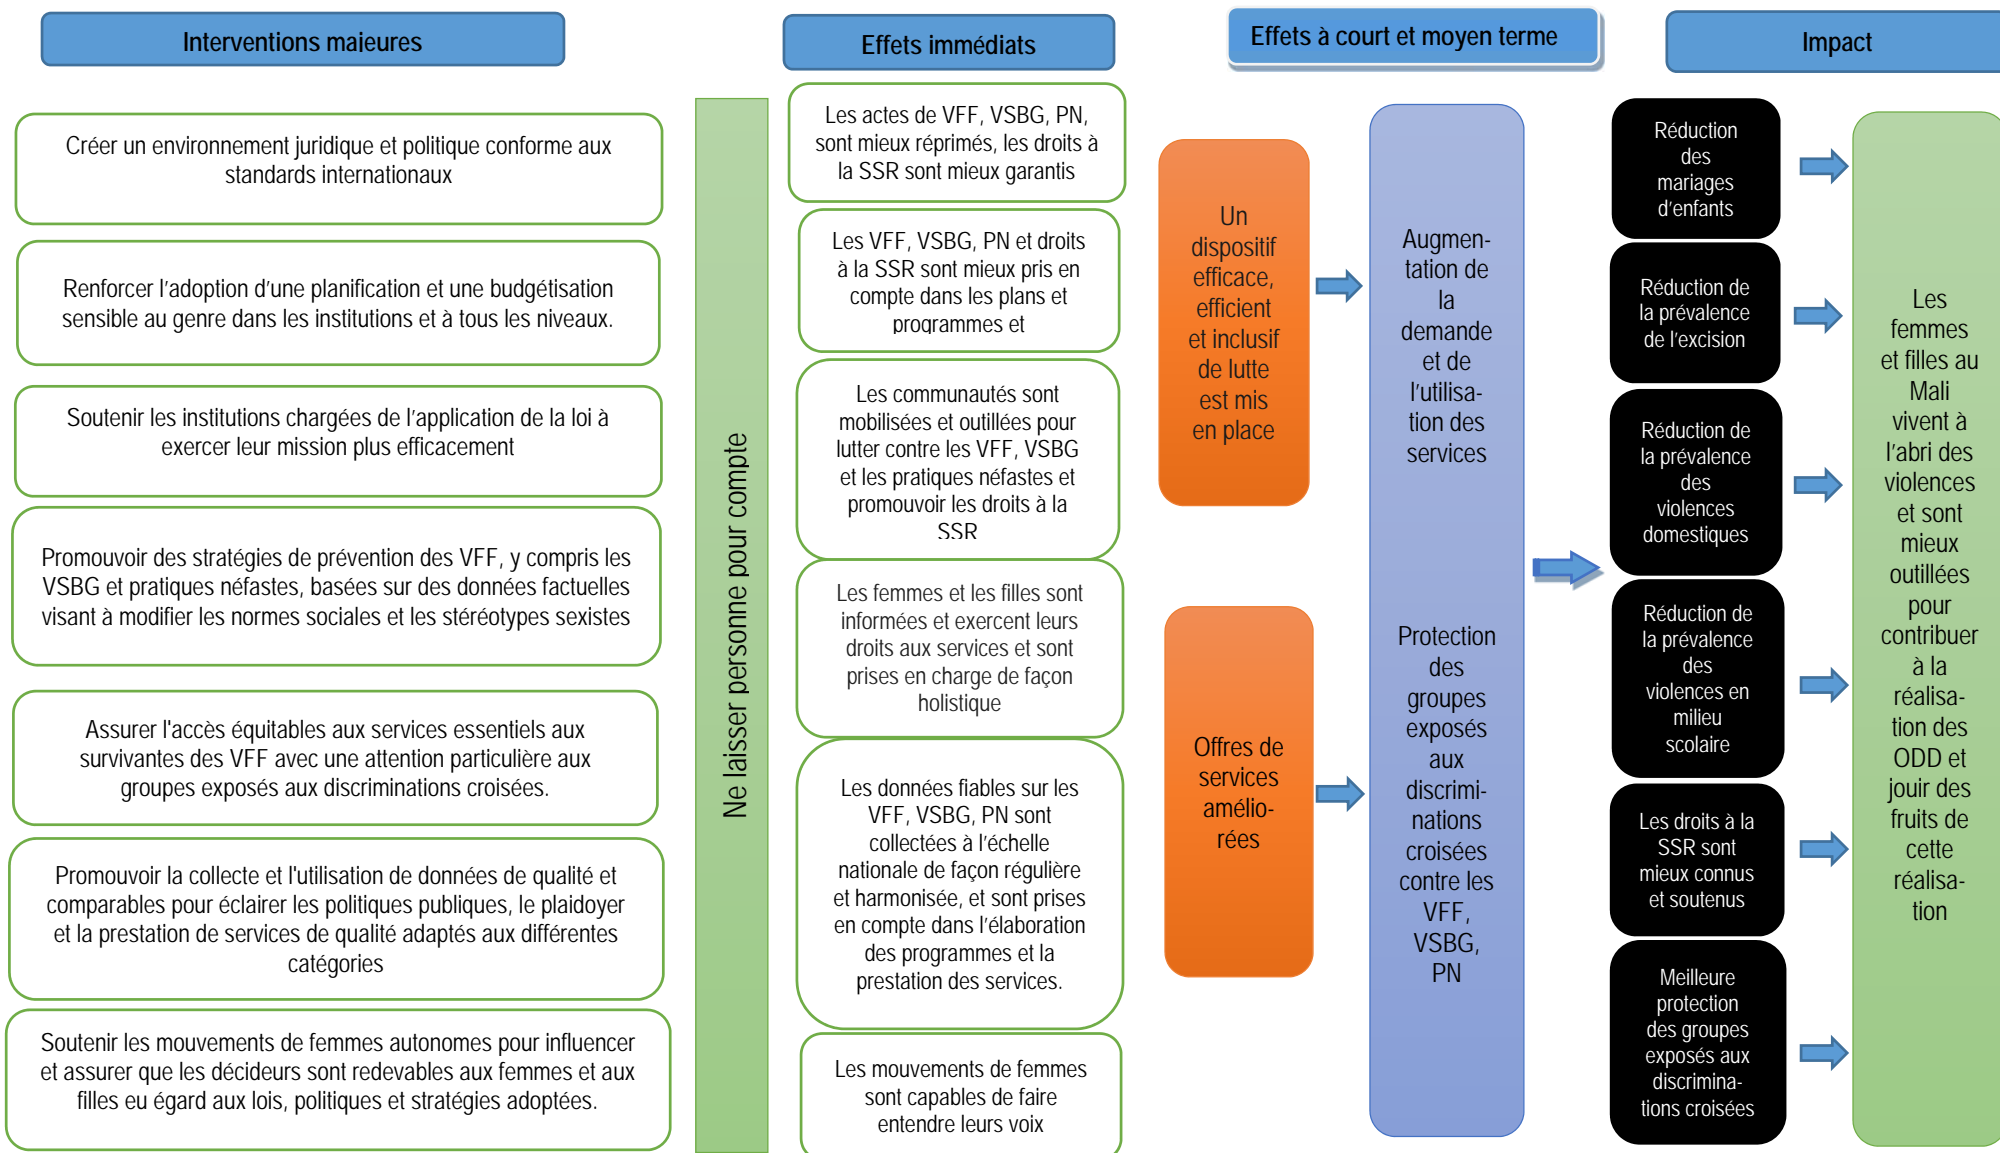 Interventions majeures
Effets immédiats
Effets à court et moyen terme
Impact
Créer un environnement juridique et politique conforme aux
standards internationaux
Renforcer l'adoption d'une planification et une budgétisation
sensible au genre dans les institutions et à tous les niveaux.
Soutenir les institutions chargées de l'application de la loi à
exercer leur mission plus efficacement
Promouvoir des stratégies de prévention des VFF, y compris les
VSBG et pratiques néfastes, basées sur des données factuelles
visant à modifier les normes sociales et les stéréotypes sexistes
Assurer l'accès équitables aux services essentiels aux
survivantes des VFF avec une attention particulière aux
groupes exposés aux discriminations croisées.
Promouvoir la collecte et l'utilisation de données de qualité et
comparables pour éclairer les politiques publiques, le plaidoyer
et la prestation de services de qualité adaptés aux différentes
catégories
Soutenir les mouvements de femmes autonomes pour influencer
et assurer que les décideurs sont redevables aux femmes et aux
filles eu égard aux lois, politiques et stratégies adoptées.
Ne laisser personne pour compte
Les actes de VFF, VSBG, PN,
sont mieux réprimés, les droits à
la SSR sont mieux garantis
Les VFF, VSBG, PN et droits
à la SSR sont mieux pris en
compte dans les plans et
programmes et
Les communautés sont
mobilisées et outillées pour
lutter contre les VFF, VSBG
et les pratiques néfastes et
promouvoir les droits à la
SSR
Les femmes et les filles sont
informées et exercent leurs
droits aux services et sont
prises en charge de façon
holistique
Les données fiables sur les
VFF, VSBG, PN sont
collectées à l'échelle
nationale de façon régulière
et harmonisée, et sont prises
en compte dans l'élaboration
des programmes et la
prestation des services.
Les mouvements de femmes
sont capables de faire
entendre leurs voix
Un
dispositif
efficace,
efficient
et inclusif
de lutte
est mis
en place
Offres de
services
amélio-
rées
Augmen-
tation de
la
demande
et de
l'utilisa-
tion des
services
Protection
des
groupes
exposés
aux
discrimi-
nations
croisées
contre les
VFF,
VSBG,
PN
Réduction
des
mariages
d'enfants
Réduction de
la prévalence
de l'excision
Réduction de
la prévalence
des
violences
domestiques
Réduction de
la prévalence
des
violences en
milieu
scolaire
Les droits à la
SSR sont
mieux connus
et soutenus
Meilleure
protection
des groupes
exposés aux
discrimina-
tions croisées
Les
femmes
et filles au
Mali
vivent à
l'abri des
violences
et sont
mieux
outillées
pour
contribuer
à la
réalisa-
tion des
ODD et
jouir des
fruits de
cette
réalisa-
tion